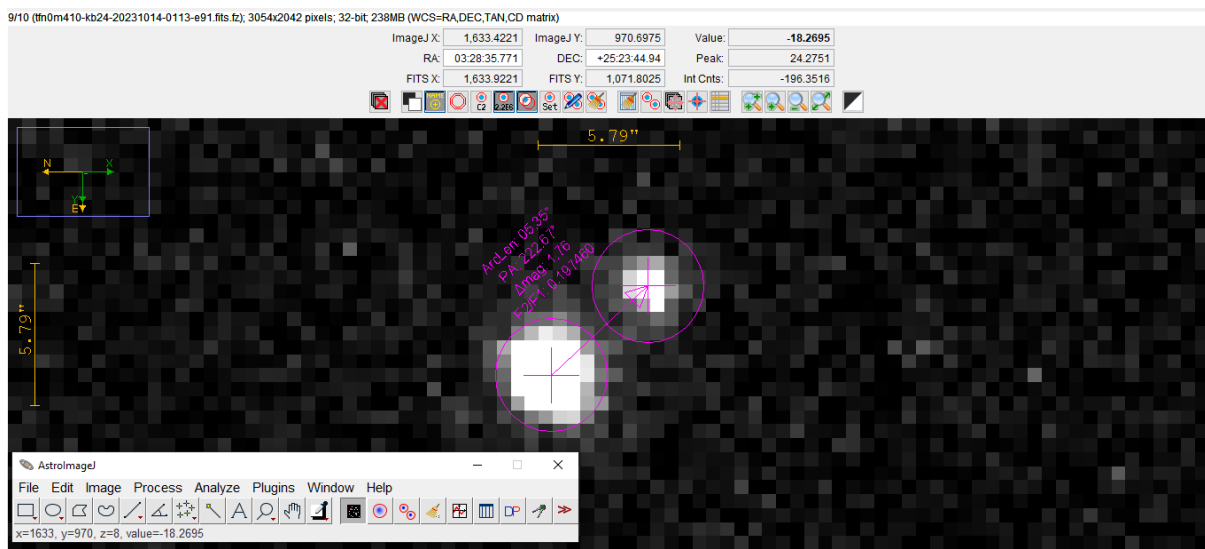 9/10 (tfn0m410-kb24-20231014-0113-e91.fits.fz); 3054x2042 pixels; 32-bit; 238MB (WCS=RA,DEC,TAN,CD matrix)
ImageJ X: 1,633.4221 ImageJ Y: 970.6975 Value: -18.2695
RA: 03:28:35.771 DEC: +25:23:44.94 Peak: 24.2751
FITS X: 1,633.9221 FITS Y: 1,071.8025 Int Cnts: -196.3516
C2 2.2E6 Set
5.79"
N X
Y
E
ArcLen: 05.35"
PA: 222.67°
Δmag: 1.76
F2/F1: 0.197460
5.79"
AstroImageJ
File Edit Image Process Analyze Plugins Window Help
A DP >>
x=1633, y=970, z=8, value=-18.2695